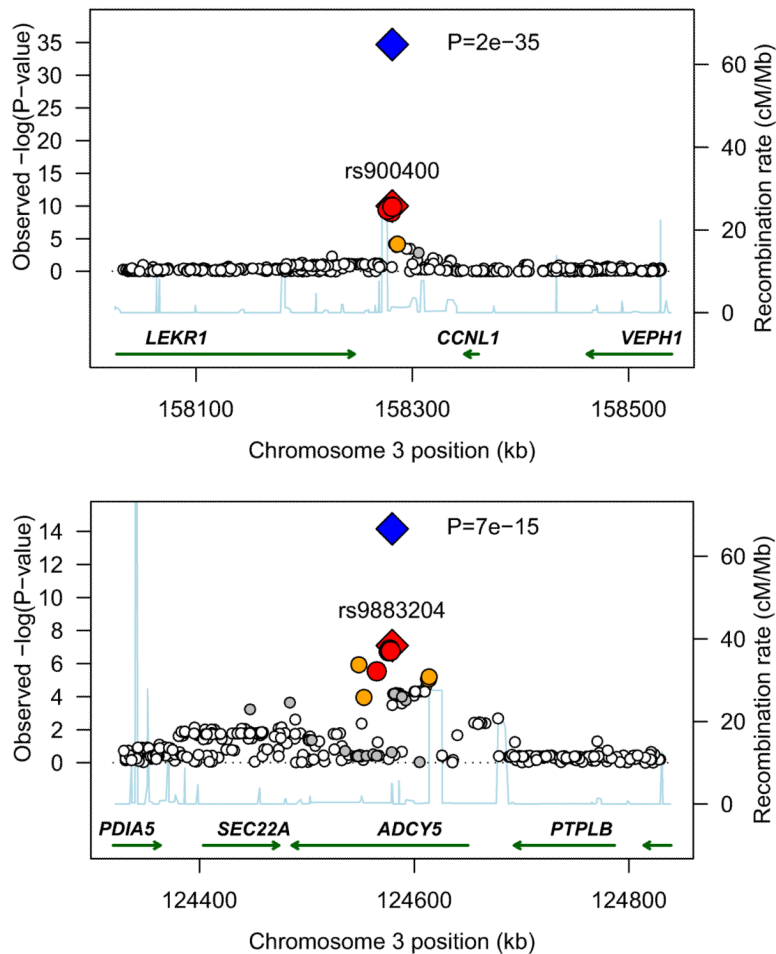 P=2e−35
rs900400
Observed −log(P−value)
35
30
25
20
15
10
5
0
Recombination rate (cM/Mb)
60
40
20
0
LEKR1 CCNL1 VEPH1
158100 158300 158500
Chromosome 3 position (kb)
P=7e−15
rs9883204
Observed −log(P−value)
14
12
10
8
6
4
2
0
Recombination rate (cM/Mb)
60
40
20
0
PDIA5 SEC22A ADCY5 PTPLB
124400 124600 124800
Chromosome 3 position (kb)